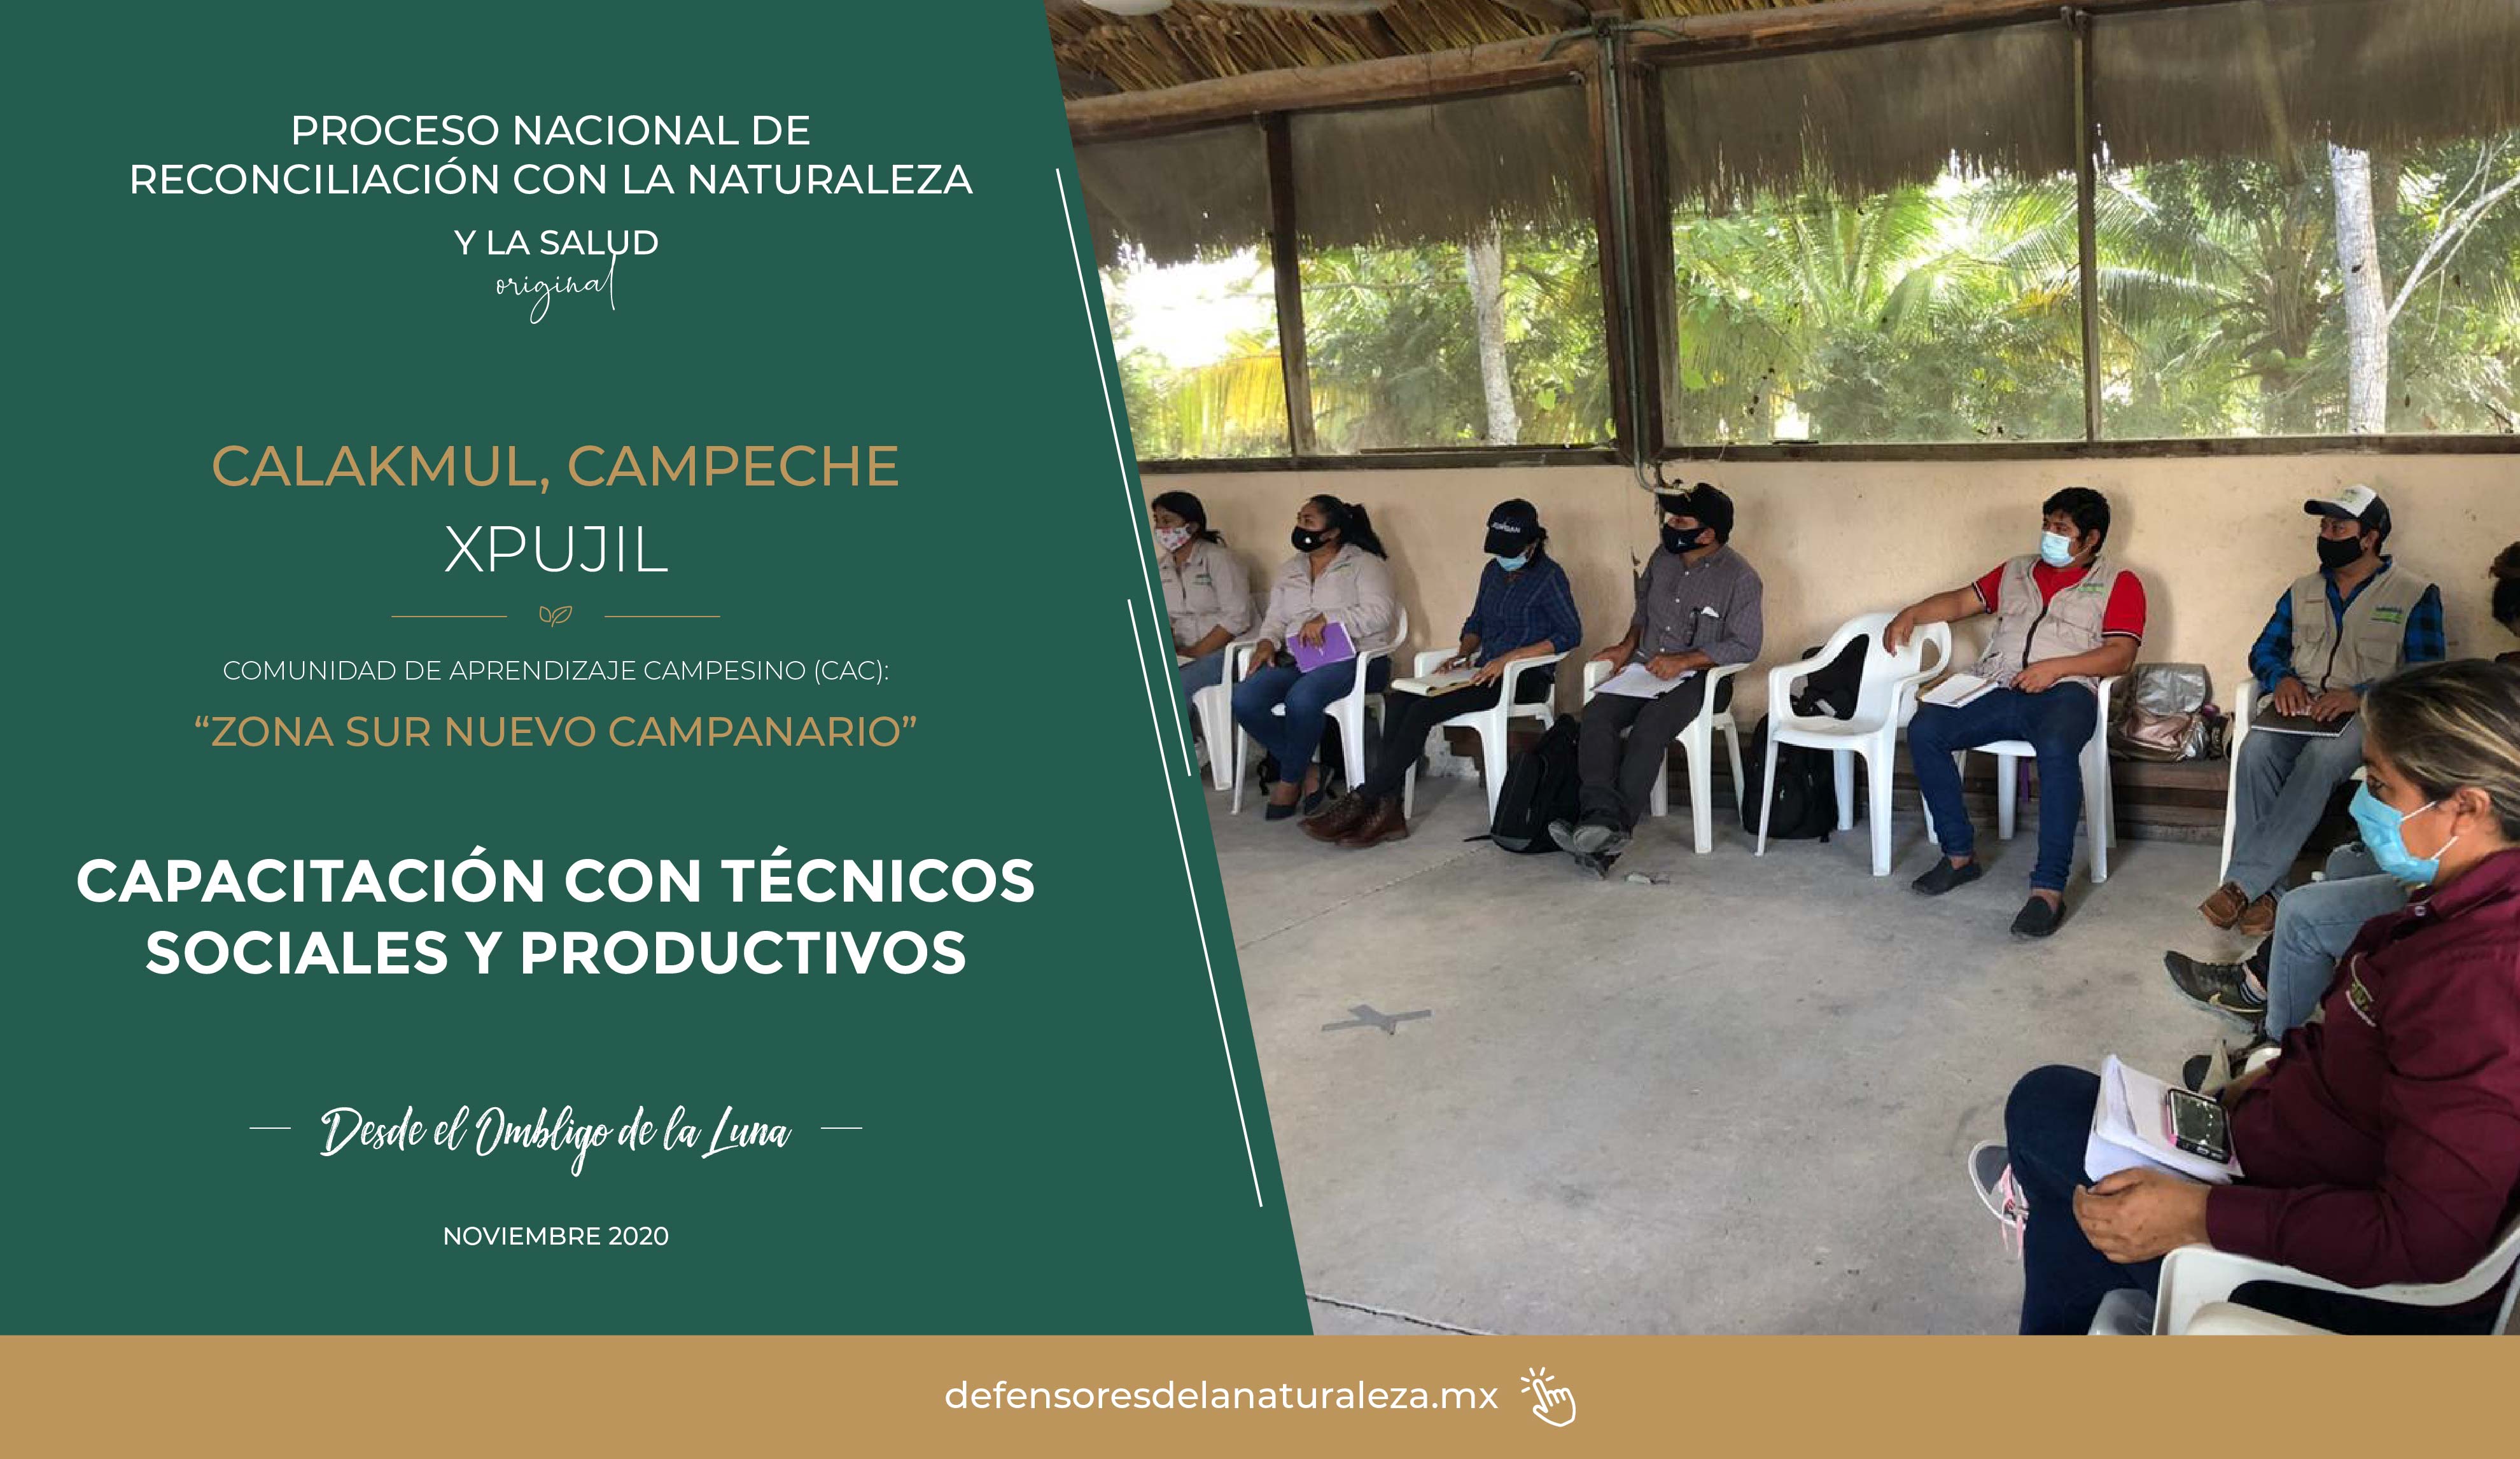 PROCESO NACIONAL DE
RECONCILIACIÓN CON LA NATURALEZA
Y LA SALUD
original
CALAKMUL, CAMPECHE
XPUJIL
COMUNIDAD DE APRENDIZAJE CAMPESINO (CAC):
“ZONA SUR NUEVO CAMPANARIO”
CAPACITACIÓN CON TÉCNICOS
SOCIALES Y PRODUCTIVOS
Desde el Ombligo de la Luna
NOVIEMBRE 2020
defensoresdelanaturaleza.mx